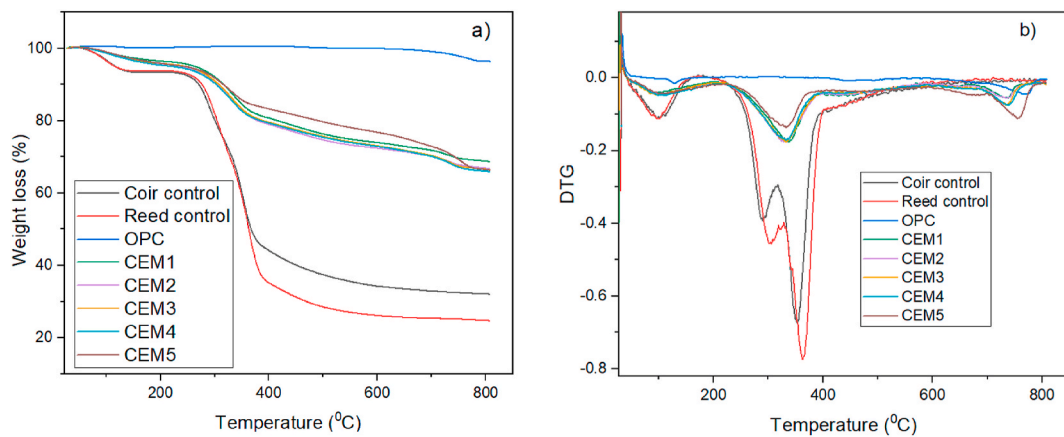 a)
100
80
60
40
20
Weight loss (%)
Coir control
Reed control
OPC
CEM1
CEM2
CEM3
CEM4
CEM5
200 400 600 800
Temperature (⁰C)
b)
0.0
-0.2
-0.4
-0.6
-0.8
DTG
Coir control
Reed control
OPC
CEM1
CEM2
CEM3
CEM4
CEM5
200 400 600 800
Temperature (⁰C)